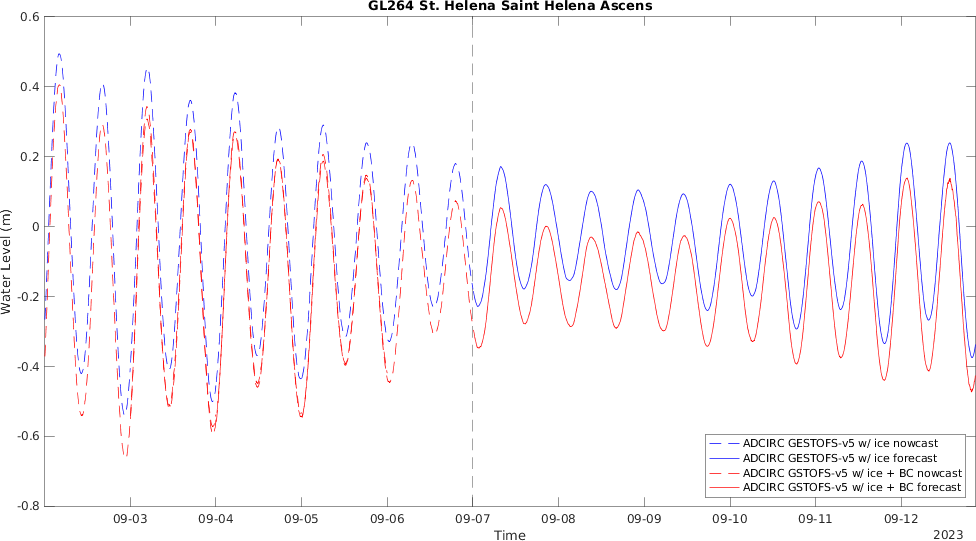 GL264 St. Helena Saint Helena Ascens
0.6
0.4
0.2
0
-0.2
-0.4
-0.6
-0.8
Water Level (m)
09-03 09-04 09-05 09-06 09-07 09-08 09-09 09-10 09-11 09-12
Time
2023
ADCIRC GESTOFS-v5 w/ ice nowcast
ADCIRC GESTOFS-v5 w/ ice forecast
ADCIRC GSTOFS-v5 w/ ice + BC nowcast
ADCIRC GSTOFS-v5 w/ ice + BC forecast